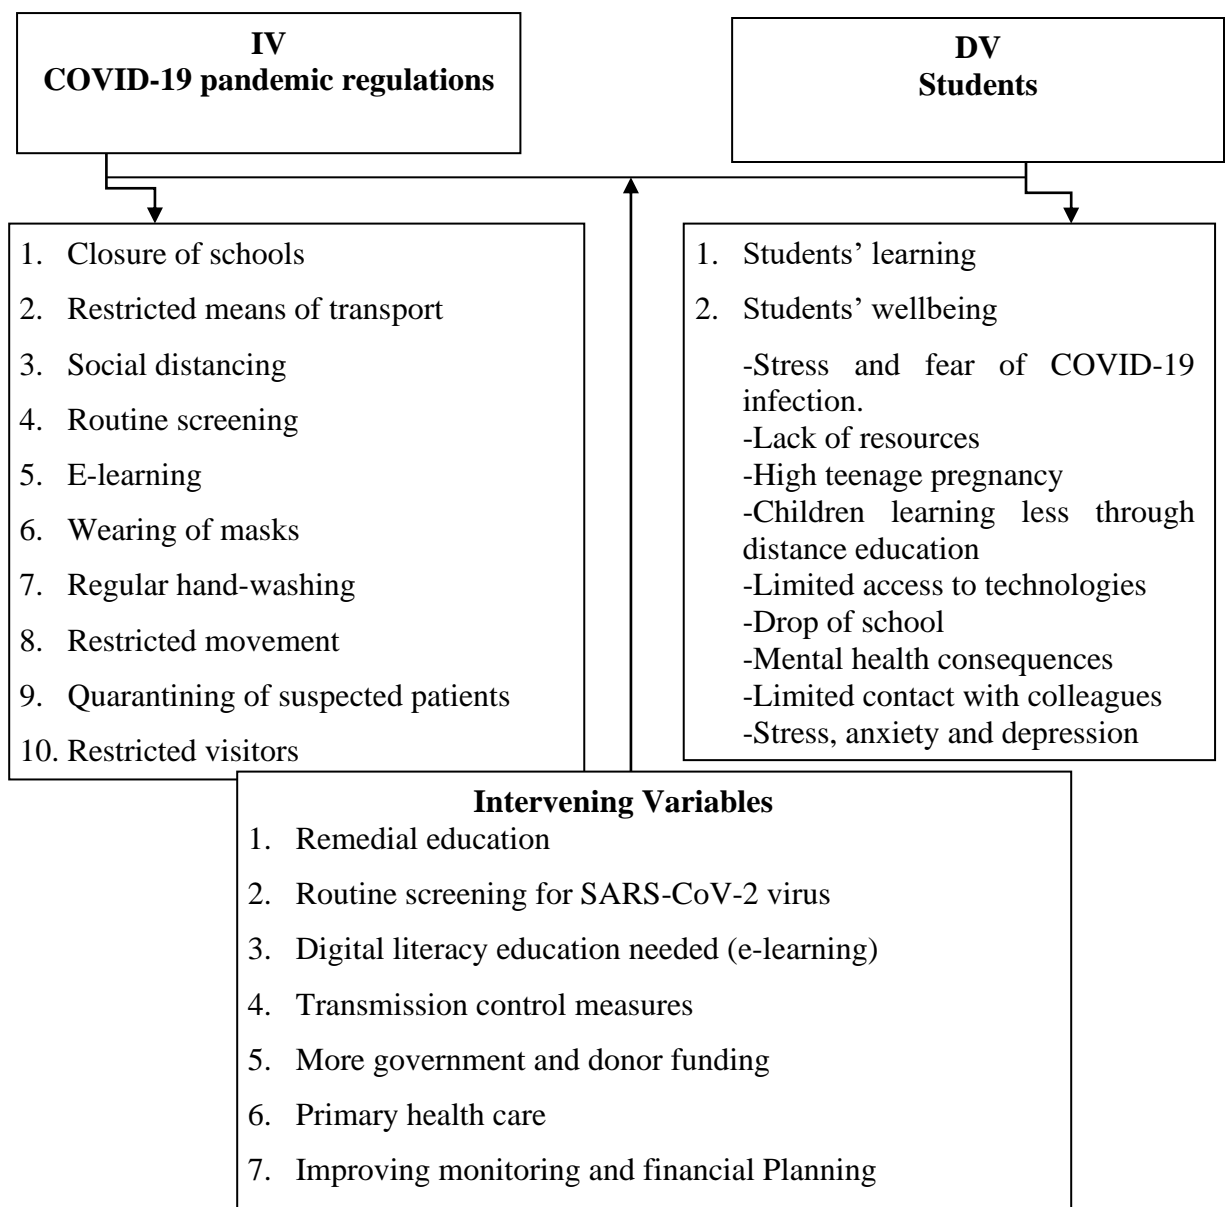 IV
COVID-19 pandemic regulations
DV
Students
1. Closure of schools
2. Restricted means of transport
3. Social distancing
4. Routine screening
5. E-learning
6. Wearing of masks
7. Regular hand-washing
8. Restricted movement
9. Quarantining of suspected patients
10. Restricted visitors
1. Students’ learning
2. Students’ wellbeing
-Stress and fear of COVID-19
infection.
-Lack of resources
-High teenage pregnancy
-Children learning less through
distance education
-Limited access to technologies
-Drop of school
-Mental health consequences
-Limited contact with colleagues
-Stress, anxiety and depression
Intervening Variables
1. Remedial education
2. Routine screening for SARS-CoV-2 virus
3. Digital literacy education needed (e-learning)
4. Transmission control measures
5. More government and donor funding
6. Primary health care
7. Improving monitoring and financial Planning